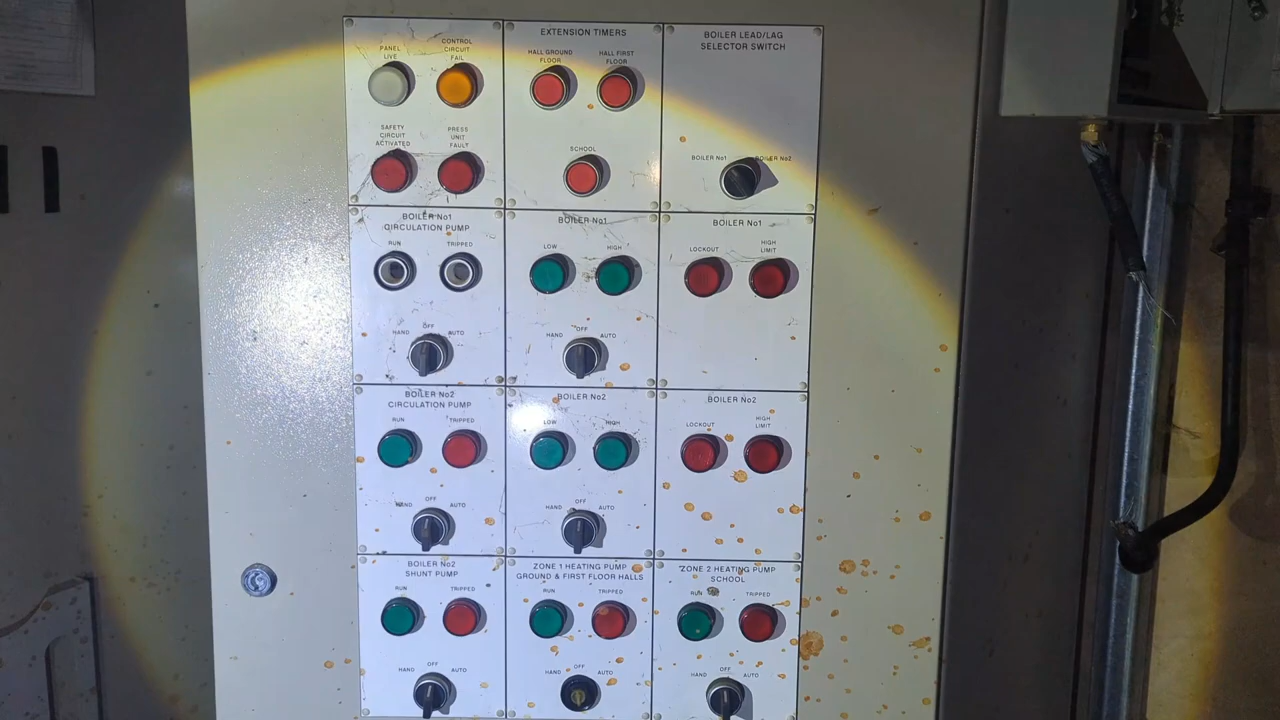 PANEL
LIVE
CONTROL
CIRCUIT
FAIL
SAFETY
CIRCUIT
ACTIVATED
PRESS
UNIT
FAULT
EXTENSION TIMERS
HALL GROUND
FLOOR
HALL FIRST
FLOOR
SCHOOL
BOILER LEAD/LAG
SELECTOR SWITCH
BOILER No1
BOILER No2
BOILER No1
CIRCULATION PUMP
RUN
TRIPPED
HAND
OFF
AUTO
BOILER No1
LOW
HIGH
HAND
OFF
AUTO
BOILER No1
LOCKOUT
HIGH
LIMIT
BOILER No2
CIRCULATION PUMP
RUN
TRIPPED
HAND
OFF
AUTO
BOILER No2
LOW
HIGH
HAND
OFF
AUTO
BOILER No2
LOCKOUT
HIGH
LIMIT
BOILER No2
SHUNT PUMP
RUN
TRIPPED
HAND
OFF
AUTO
ZONE 1 HEATING PUMP
GROUND & FIRST FLOOR HALLS
RUN
TRIPPED
HAND
OFF
AUTO
ZONE 2 HEATING PUMP
SCHOOL
RUN
TRIPPED
HAND
OFF
AUTO